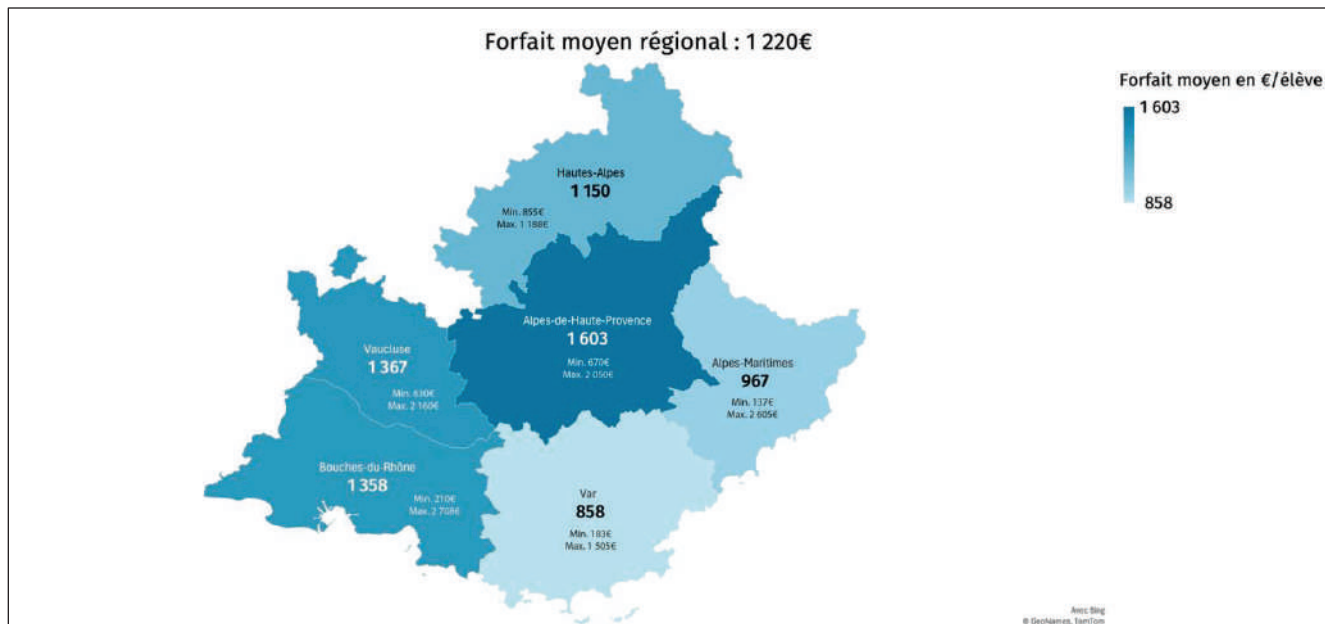 Forfait moyen régional : 1 220€
Forfait moyen en €/élève
1 603
858
Hautes-Alpes
1 150
Min. 855€
Max. 1 188€
Alpes-de-Haute-Provence
1 603
Min. 670€
Max. 2 050€
Vaucluse
1 367
Min. 630€
Max. 2 160€
Alpes-Maritimes
967
Min. 137€
Max. 2 605€
Bouches-du-Rhône
1 358
Min. 210€
Max. 2 708€
Var
858
Min. 183€
Max. 1 505€
Avec Bing
© GeoNames, TomTom